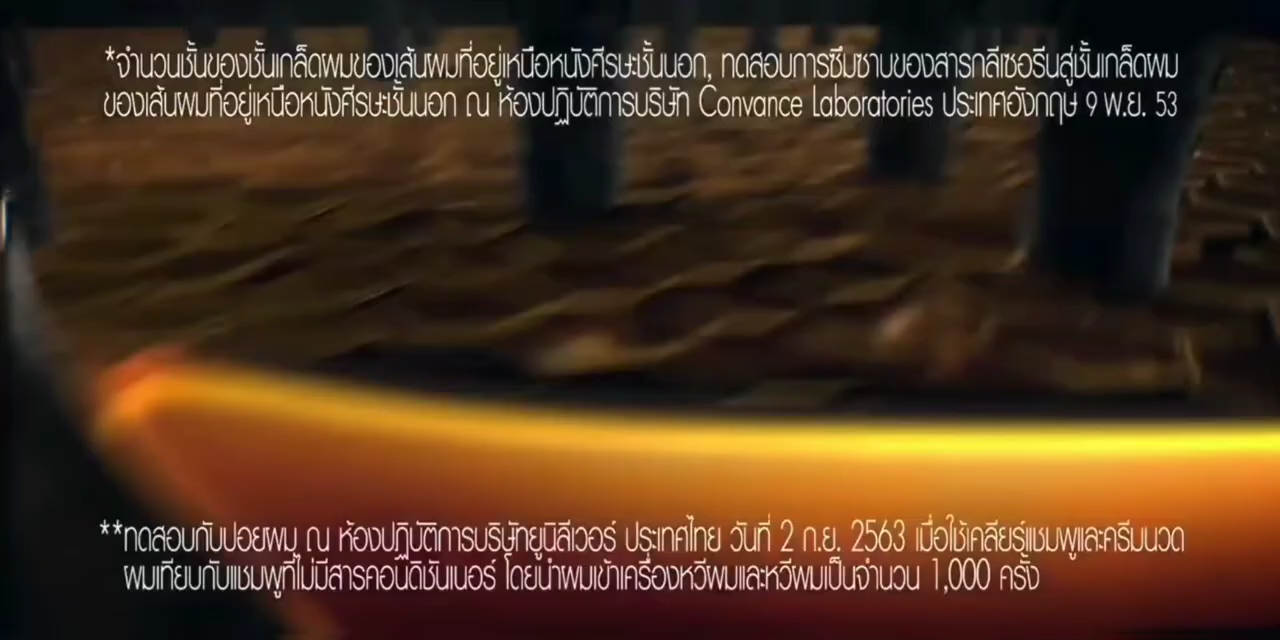 *จำนวนชั้นของชั้นเกล็ดผมของเส้นผมที่อยู่เหนือหนังศีรษะชั้นนอก, ทดสอบการซึมซาบของสารกลีเซอรีนสู่ชั้นเกล็ดผม
ของเส้นผมที่อยู่เหนือหนังศีรษะชั้นนอก ณ ห้องปฏิบัติการบริษัท Convance Laboratories ประเทศอังกฤษ 9 พ.ย. 53
**ทดสอบกับปอยผม ณ ห้องปฏิบัติการบริษัทยูนิลีเวอร์ ประเทศไทย วันที่ 2 ก.ย. 2563 เมื่อใช้เคลียร์แชมพูและครีมนวด
ผมเทียบกับแชมพูที่ไม่มีสารคอนดิชันเนอร์ โดยนำผมเข้าเครื่องหวีผมและหวีผมเป็นจำนวน 1,000 ครั้ง